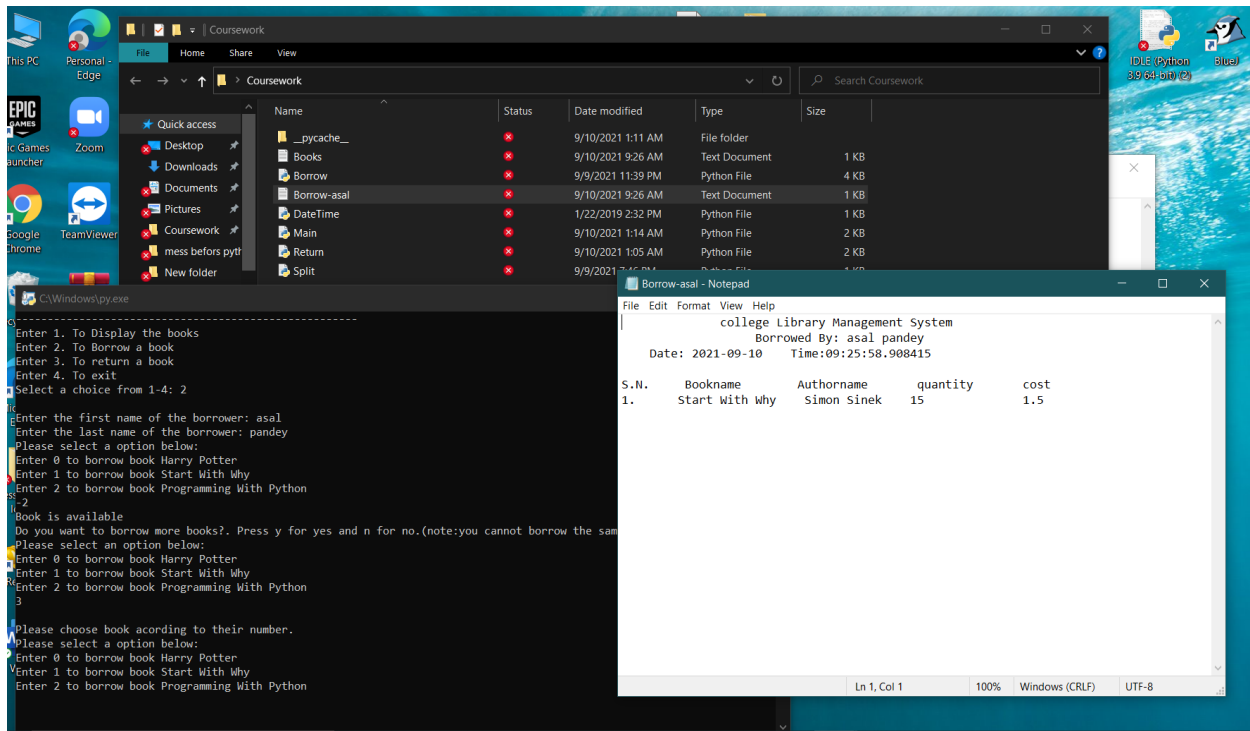 This PC
Personal - Edge
EPIC GAMES
ic Games auncher
Zoom
Google Chrome
TeamViewer
IDLE (Python 3.9 64-bit) (2)
Coursework
File Home Share View
Coursework
Search Coursework
Quick access
Desktop
Downloads
Documents
Pictures
Coursework
mess befors pyth
New folder
Name Status Date modified Type Size
__pycache__ 9/10/2021 1:11 AM File folder
Books 9/10/2021 9:26 AM Text Document 1 KB
Borrow 9/9/2021 11:39 PM Python File 4 KB
Borrow-asal 9/10/2021 9:26 AM Text Document 1 KB
DateTime 1/22/2019 2:32 PM Python File 1 KB
Main 9/10/2021 1:14 AM Python File 2 KB
Return 9/10/2021 1:05 AM Python File 2 KB
Split 9/9/2021 7:46 PM Python File 1 KB
C:\Windows\py.exe
------------------------------------------------------
Enter 1. To Display the books
Enter 2. To Borrow a book
Enter 3. To return a book
Enter 4. To exit
Select a choice from 1-4: 2
Enter the first name of the borrower: asal
Enter the last name of the borrower: pandey
Please select a option below:
Enter 0 to borrow book Harry Potter
Enter 1 to borrow book Start With Why
Enter 2 to borrow book Programming With Python
-2
Book is available
Do you want to borrow more books?. Press y for yes and n for no.(note:you cannot borrow the sam
Please select an option below:
Enter 0 to borrow book Harry Potter
Enter 1 to borrow book Start With Why
Enter 2 to borrow book Programming With Python
3
Please choose book acording to their number.
Please select a option below:
Enter 0 to borrow book Harry Potter
Enter 1 to borrow book Start With Why
Enter 2 to borrow book Programming With Python
Borrow-asal - Notepad
File Edit Format View Help
college Library Management System
Borrowed By: asal pandey
Date: 2021-09-10 Time:09:25:58.908415
S.N. Bookname Authorname quantity cost
1. Start With Why Simon Sinek 15 1.5
Ln 1, Col 1 100% Windows (CRLF) UTF-8